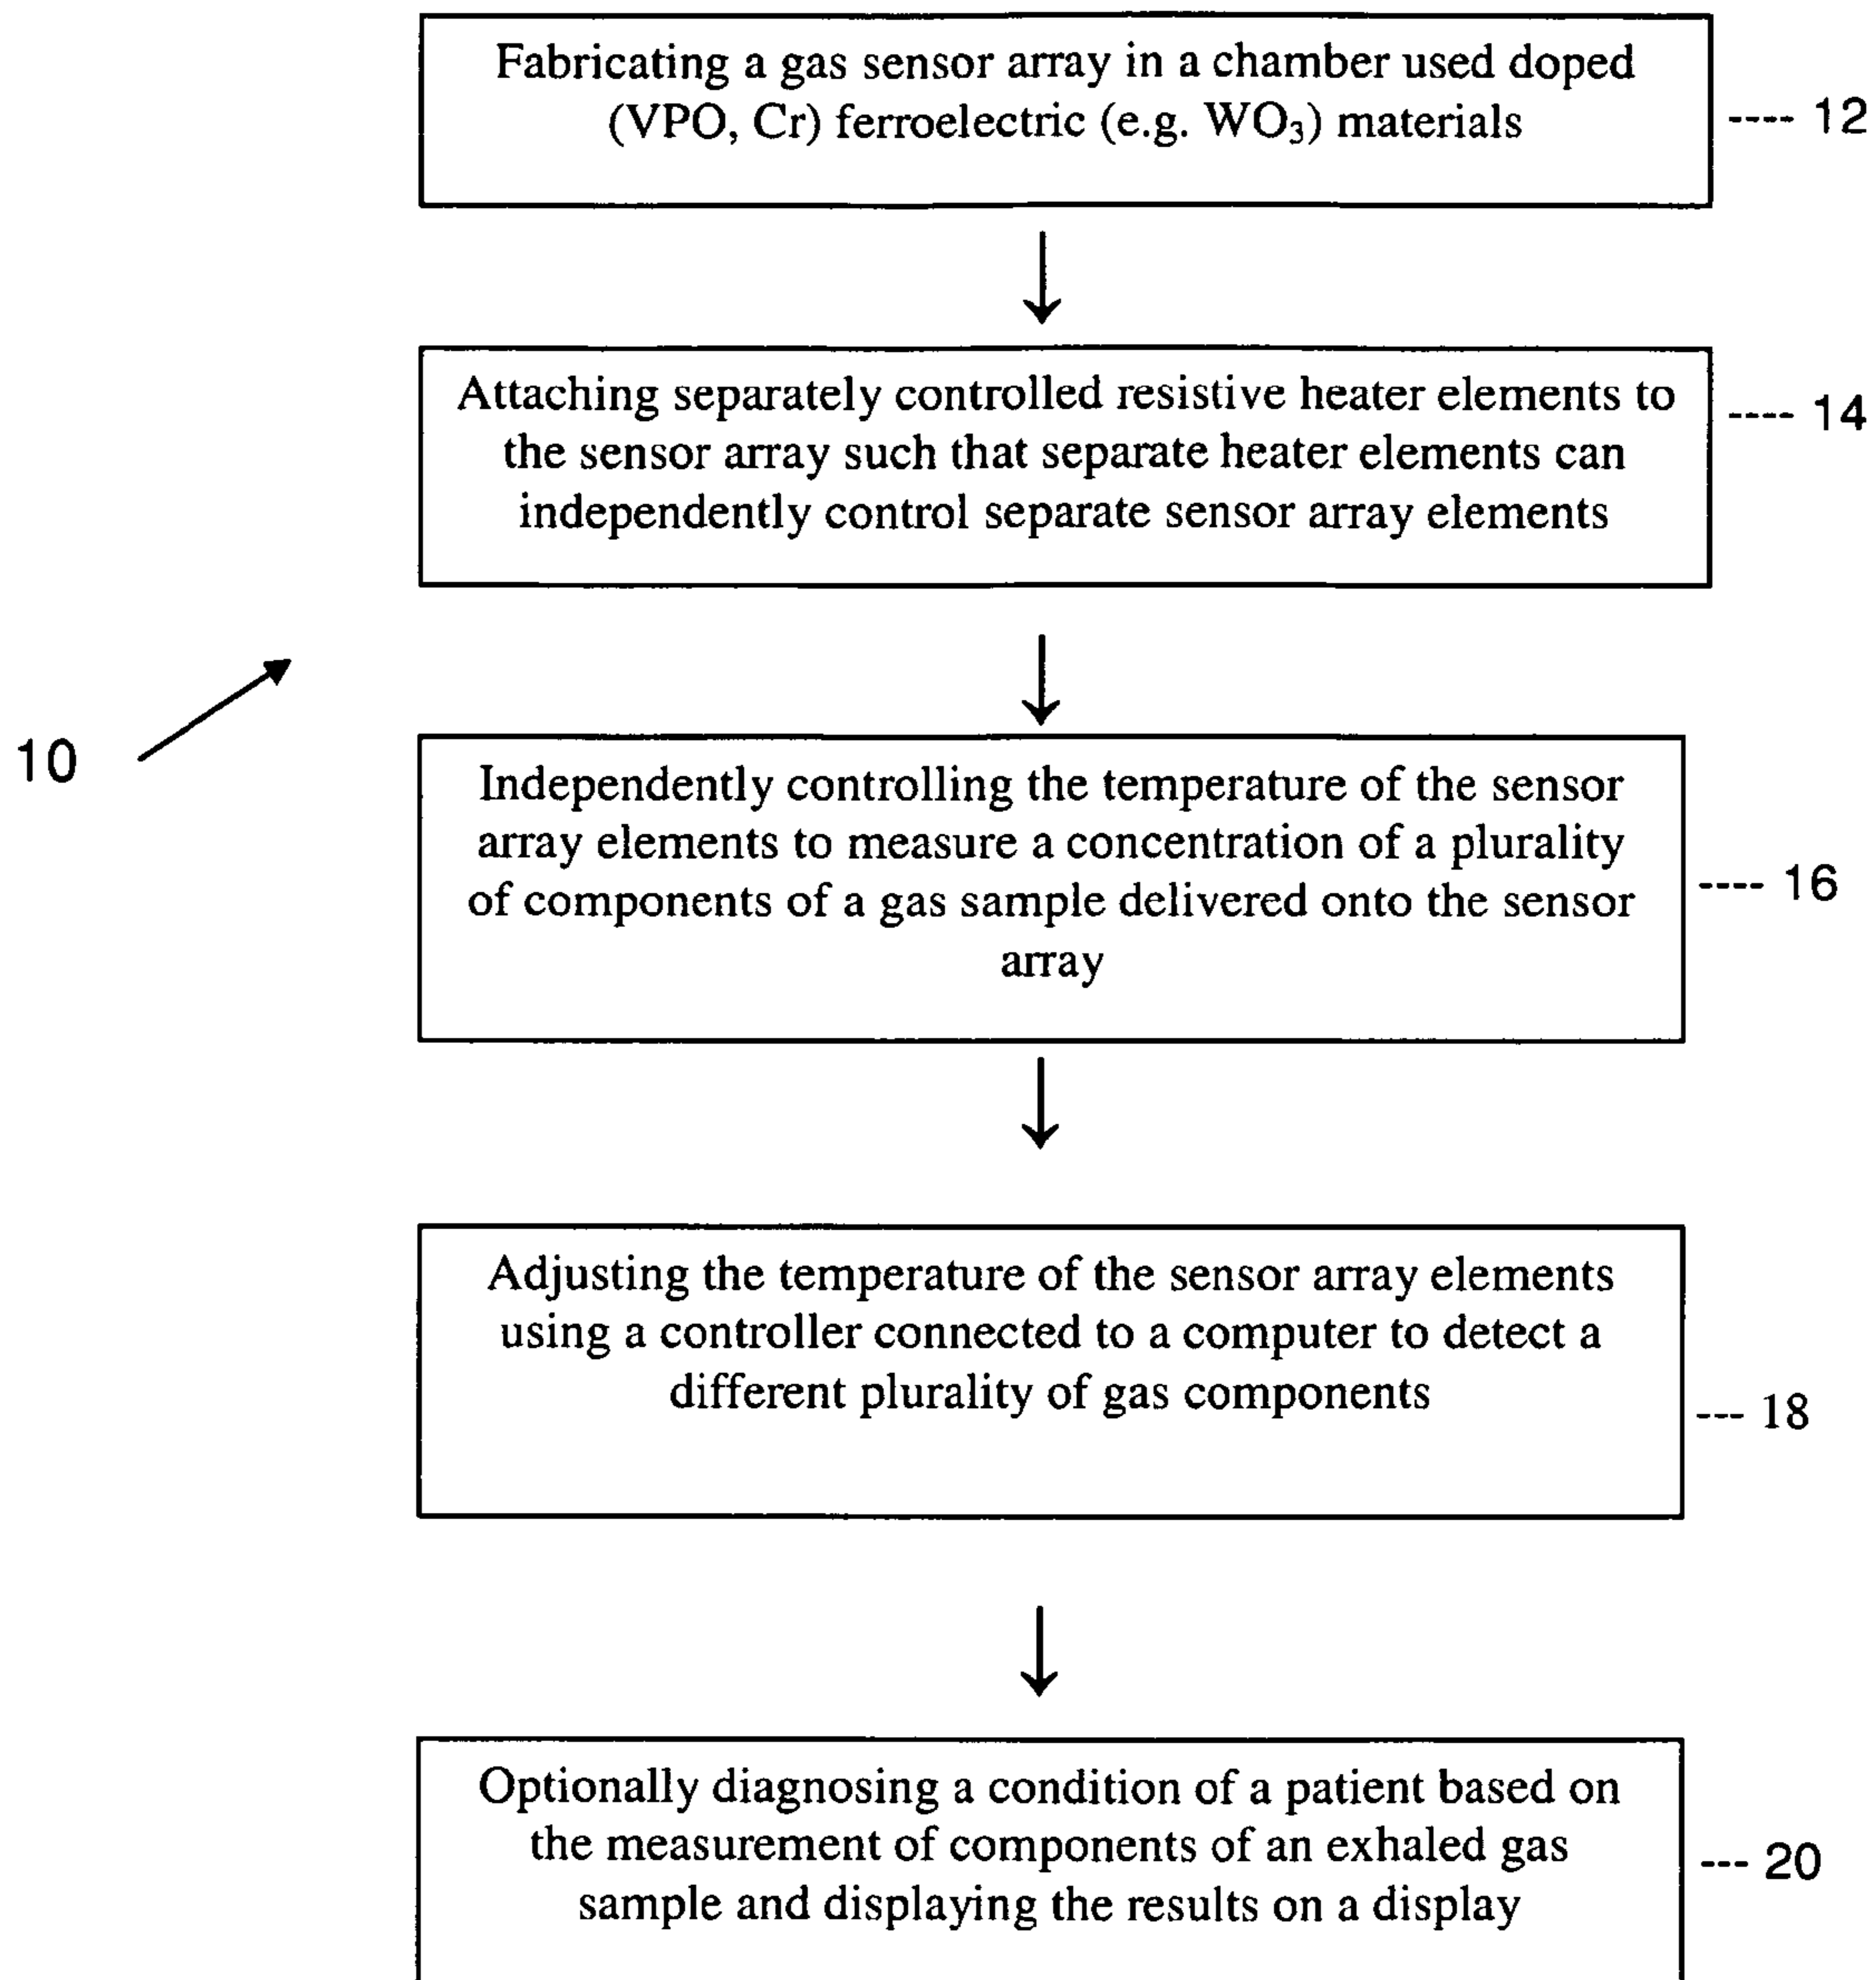 Fabricating a gas sensor array in a chamber used doped
(VPO, Cr) ferroelectric (e.g. WO₃) materials
---- 12
Attaching separately controlled resistive heater elements to
the sensor array such that separate heater elements can
independently control separate sensor array elements
---- 14
10
Independently controlling the temperature of the sensor
array elements to measure a concentration of a plurality
of components of a gas sample delivered onto the sensor
array
---- 16
Adjusting the temperature of the sensor array elements
using a controller connected to a computer to detect a
different plurality of gas components
--- 18
Optionally diagnosing a condition of a patient based on
the measurement of components of an exhaled gas
sample and displaying the results on a display
--- 20